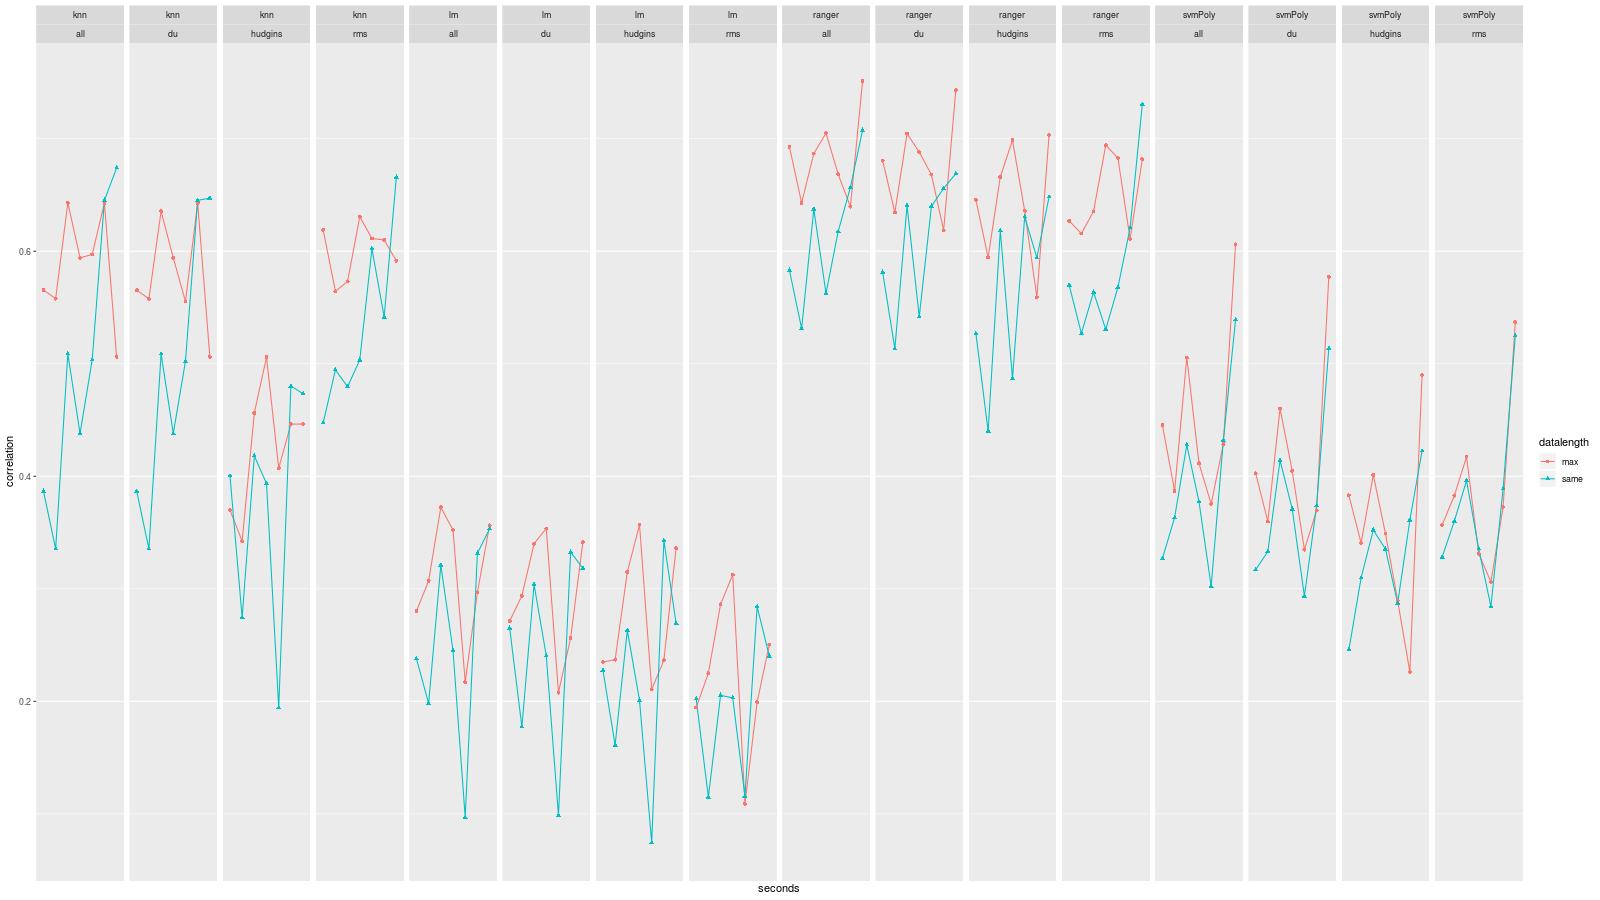 knn knn knn knn lm lm lm lm ranger ranger ranger ranger svmPoly svmPoly svmPoly svmPoly
all du hudgins rms all du hudgins rms all du hudgins rms all du hudgins rms
0.6
0.4
0.2
correlation
seconds
datalength
max
same